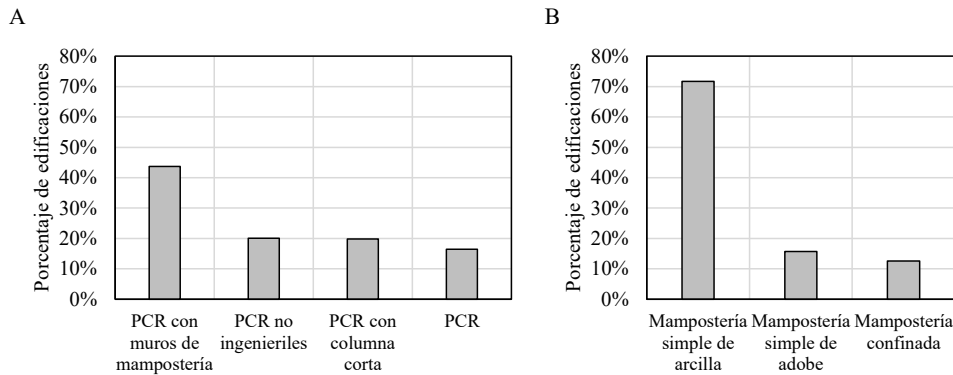 A
Porcentaje de edificaciones
80%
70%
60%
50%
40%
30%
20%
10%
0%
PCR con
muros de
mampostería
PCR no
ingenieriles
PCR con
columna
corta
PCR
B
Porcentaje de edificaciones
80%
70%
60%
50%
40%
30%
20%
10%
0%
Mampostería
simple de
arcilla
Mampostería
simple de
adobe
Mampostería
confinada